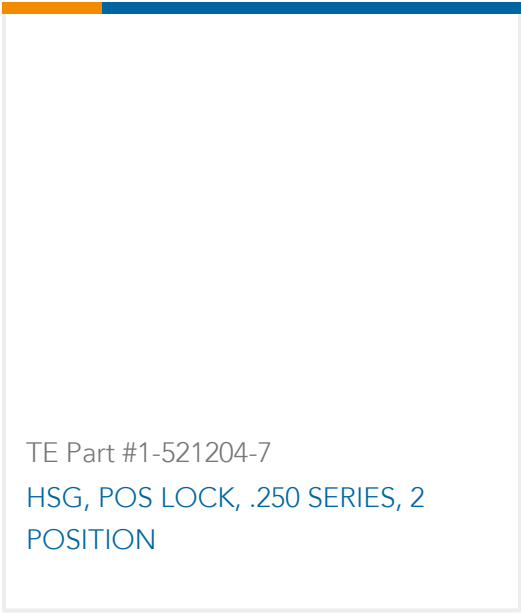 TE Part #1-521204-7
HSG, POS LOCK, .250 SERIES, 2
POSITION